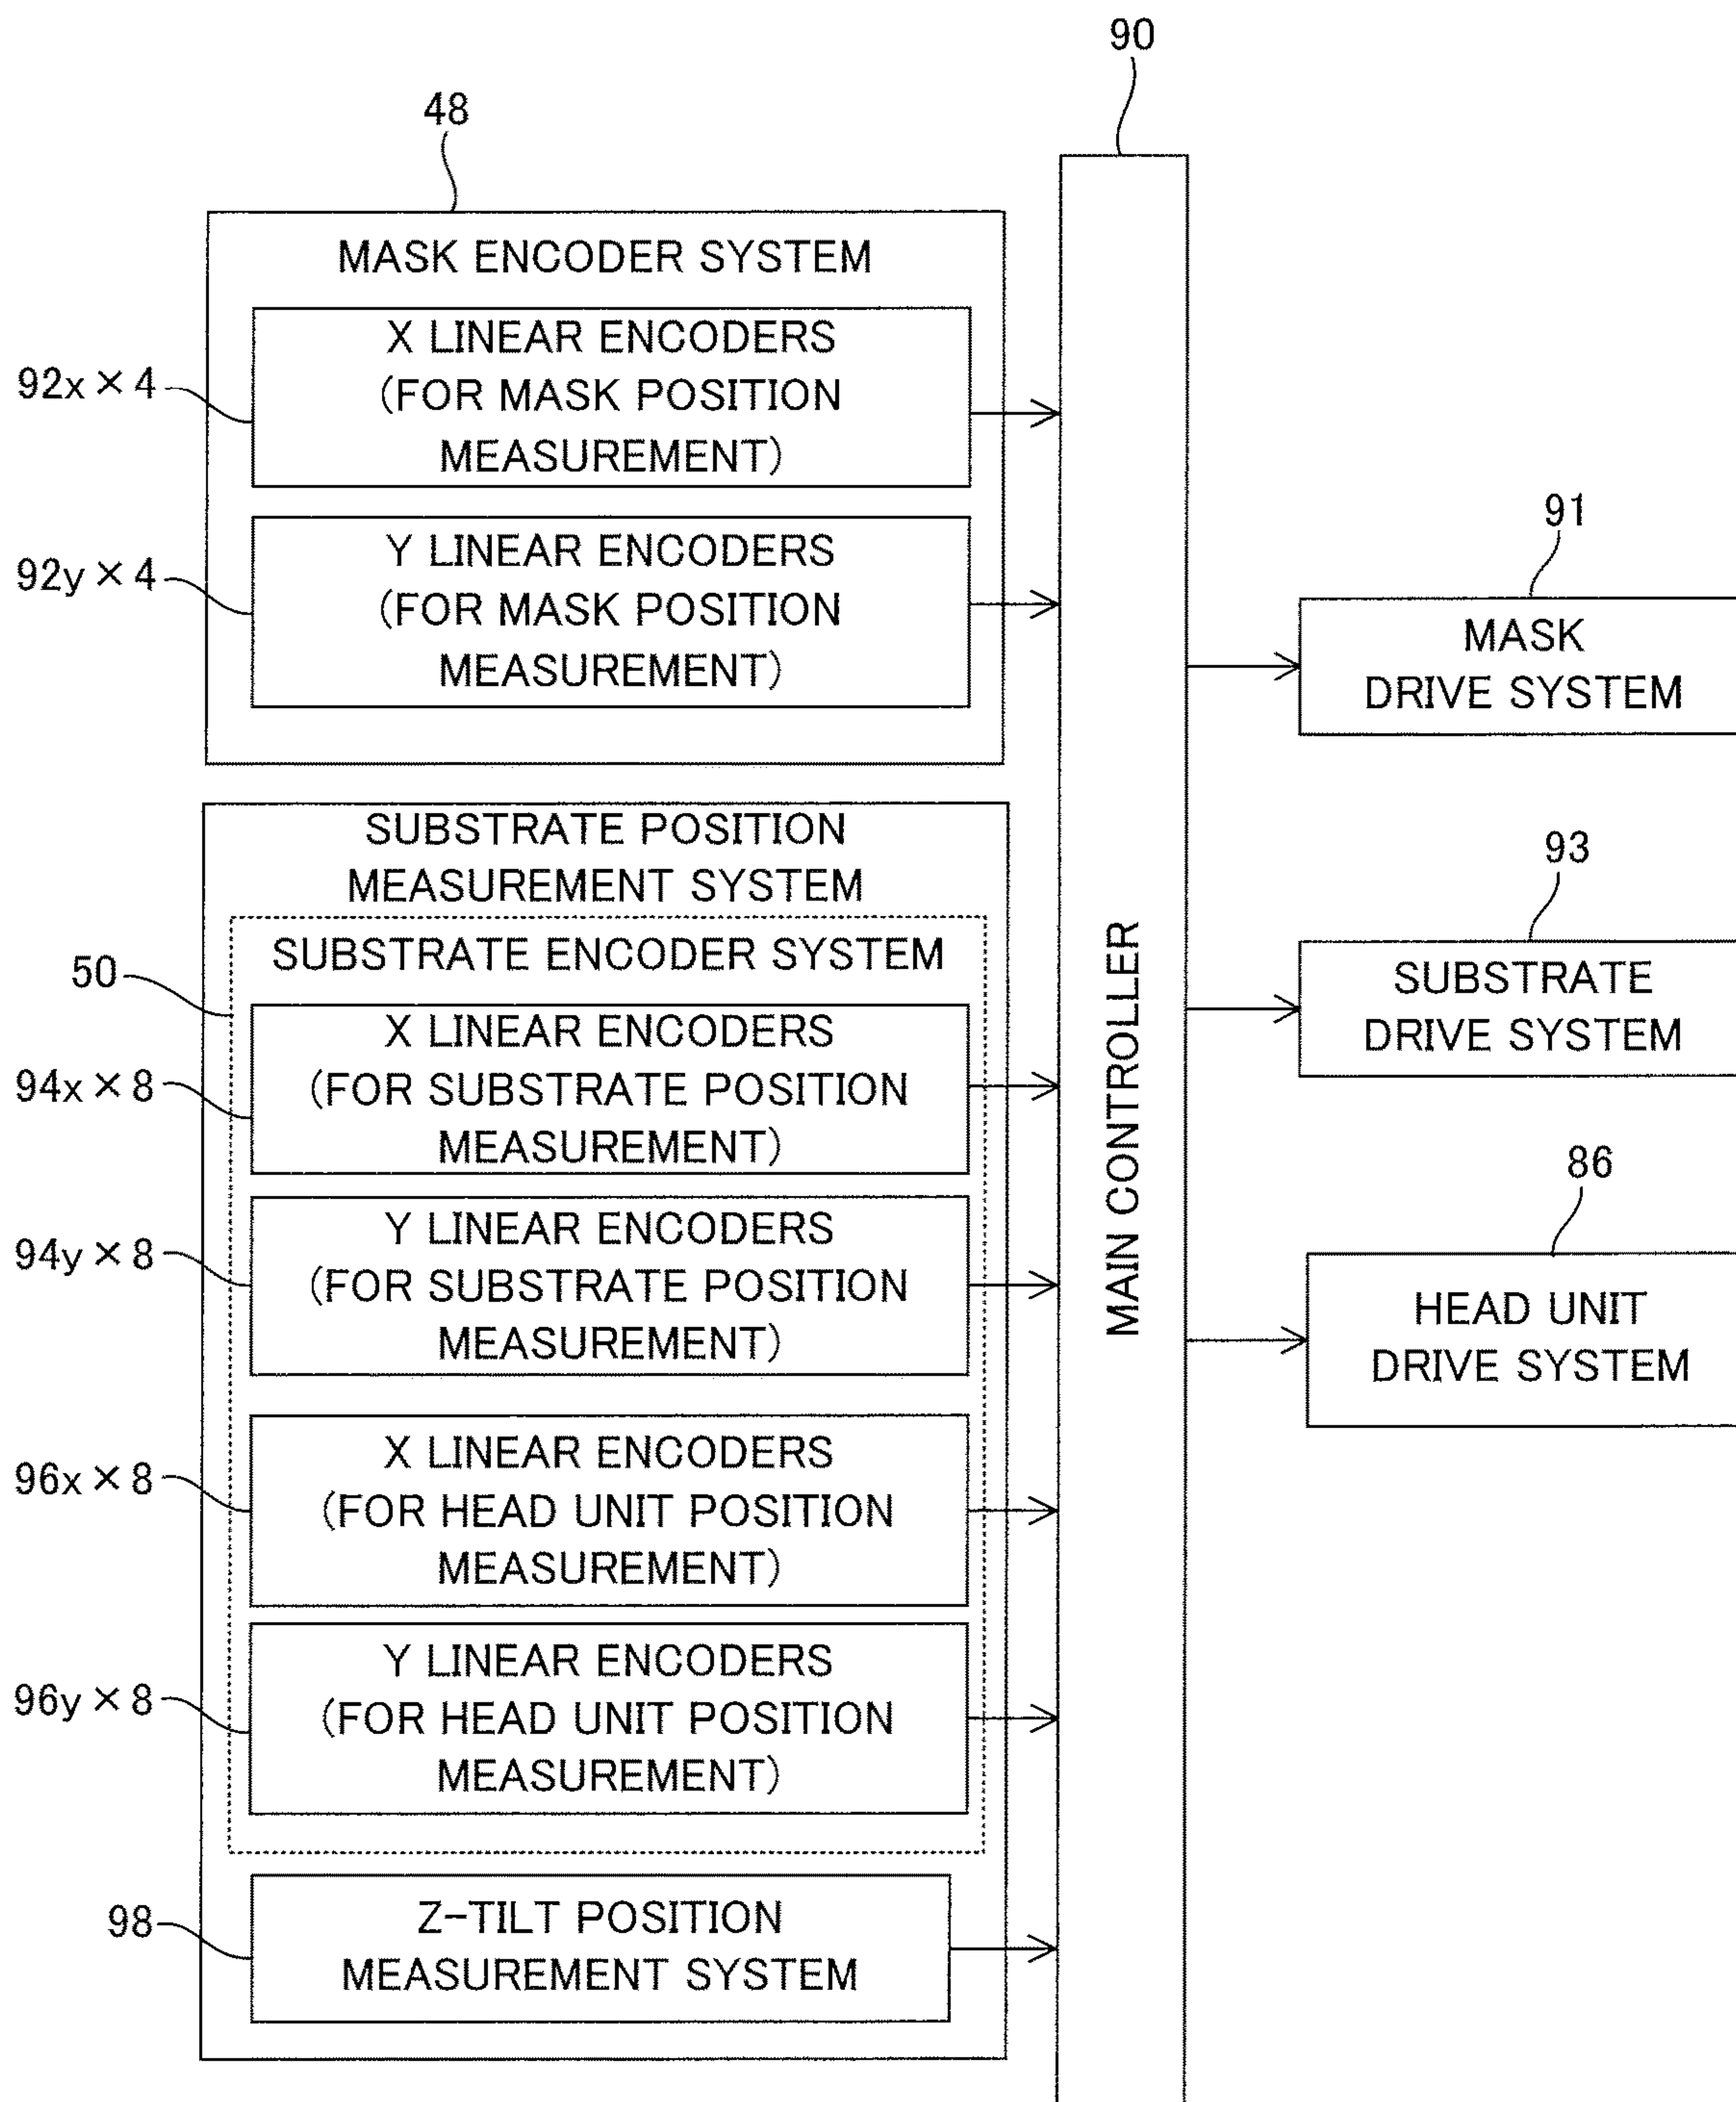 90
48
MASK ENCODER SYSTEM
X LINEAR ENCODERS
(FOR MASK POSITION
MEASUREMENT)
92x × 4
Y LINEAR ENCODERS
(FOR MASK POSITION
MEASUREMENT)
92y × 4
SUBSTRATE POSITION
MEASUREMENT SYSTEM
SUBSTRATE ENCODER SYSTEM
50
X LINEAR ENCODERS
(FOR SUBSTRATE POSITION
MEASUREMENT)
94x × 8
Y LINEAR ENCODERS
(FOR SUBSTRATE POSITION
MEASUREMENT)
94y × 8
X LINEAR ENCODERS
(FOR HEAD UNIT POSITION
MEASUREMENT)
96x × 8
Y LINEAR ENCODERS
(FOR HEAD UNIT POSITION
MEASUREMENT)
96y × 8
Z-TILT POSITION
MEASUREMENT SYSTEM
98
MAIN CONTROLLER
91
MASK
DRIVE SYSTEM
93
SUBSTRATE
DRIVE SYSTEM
86
HEAD UNIT
DRIVE SYSTEM